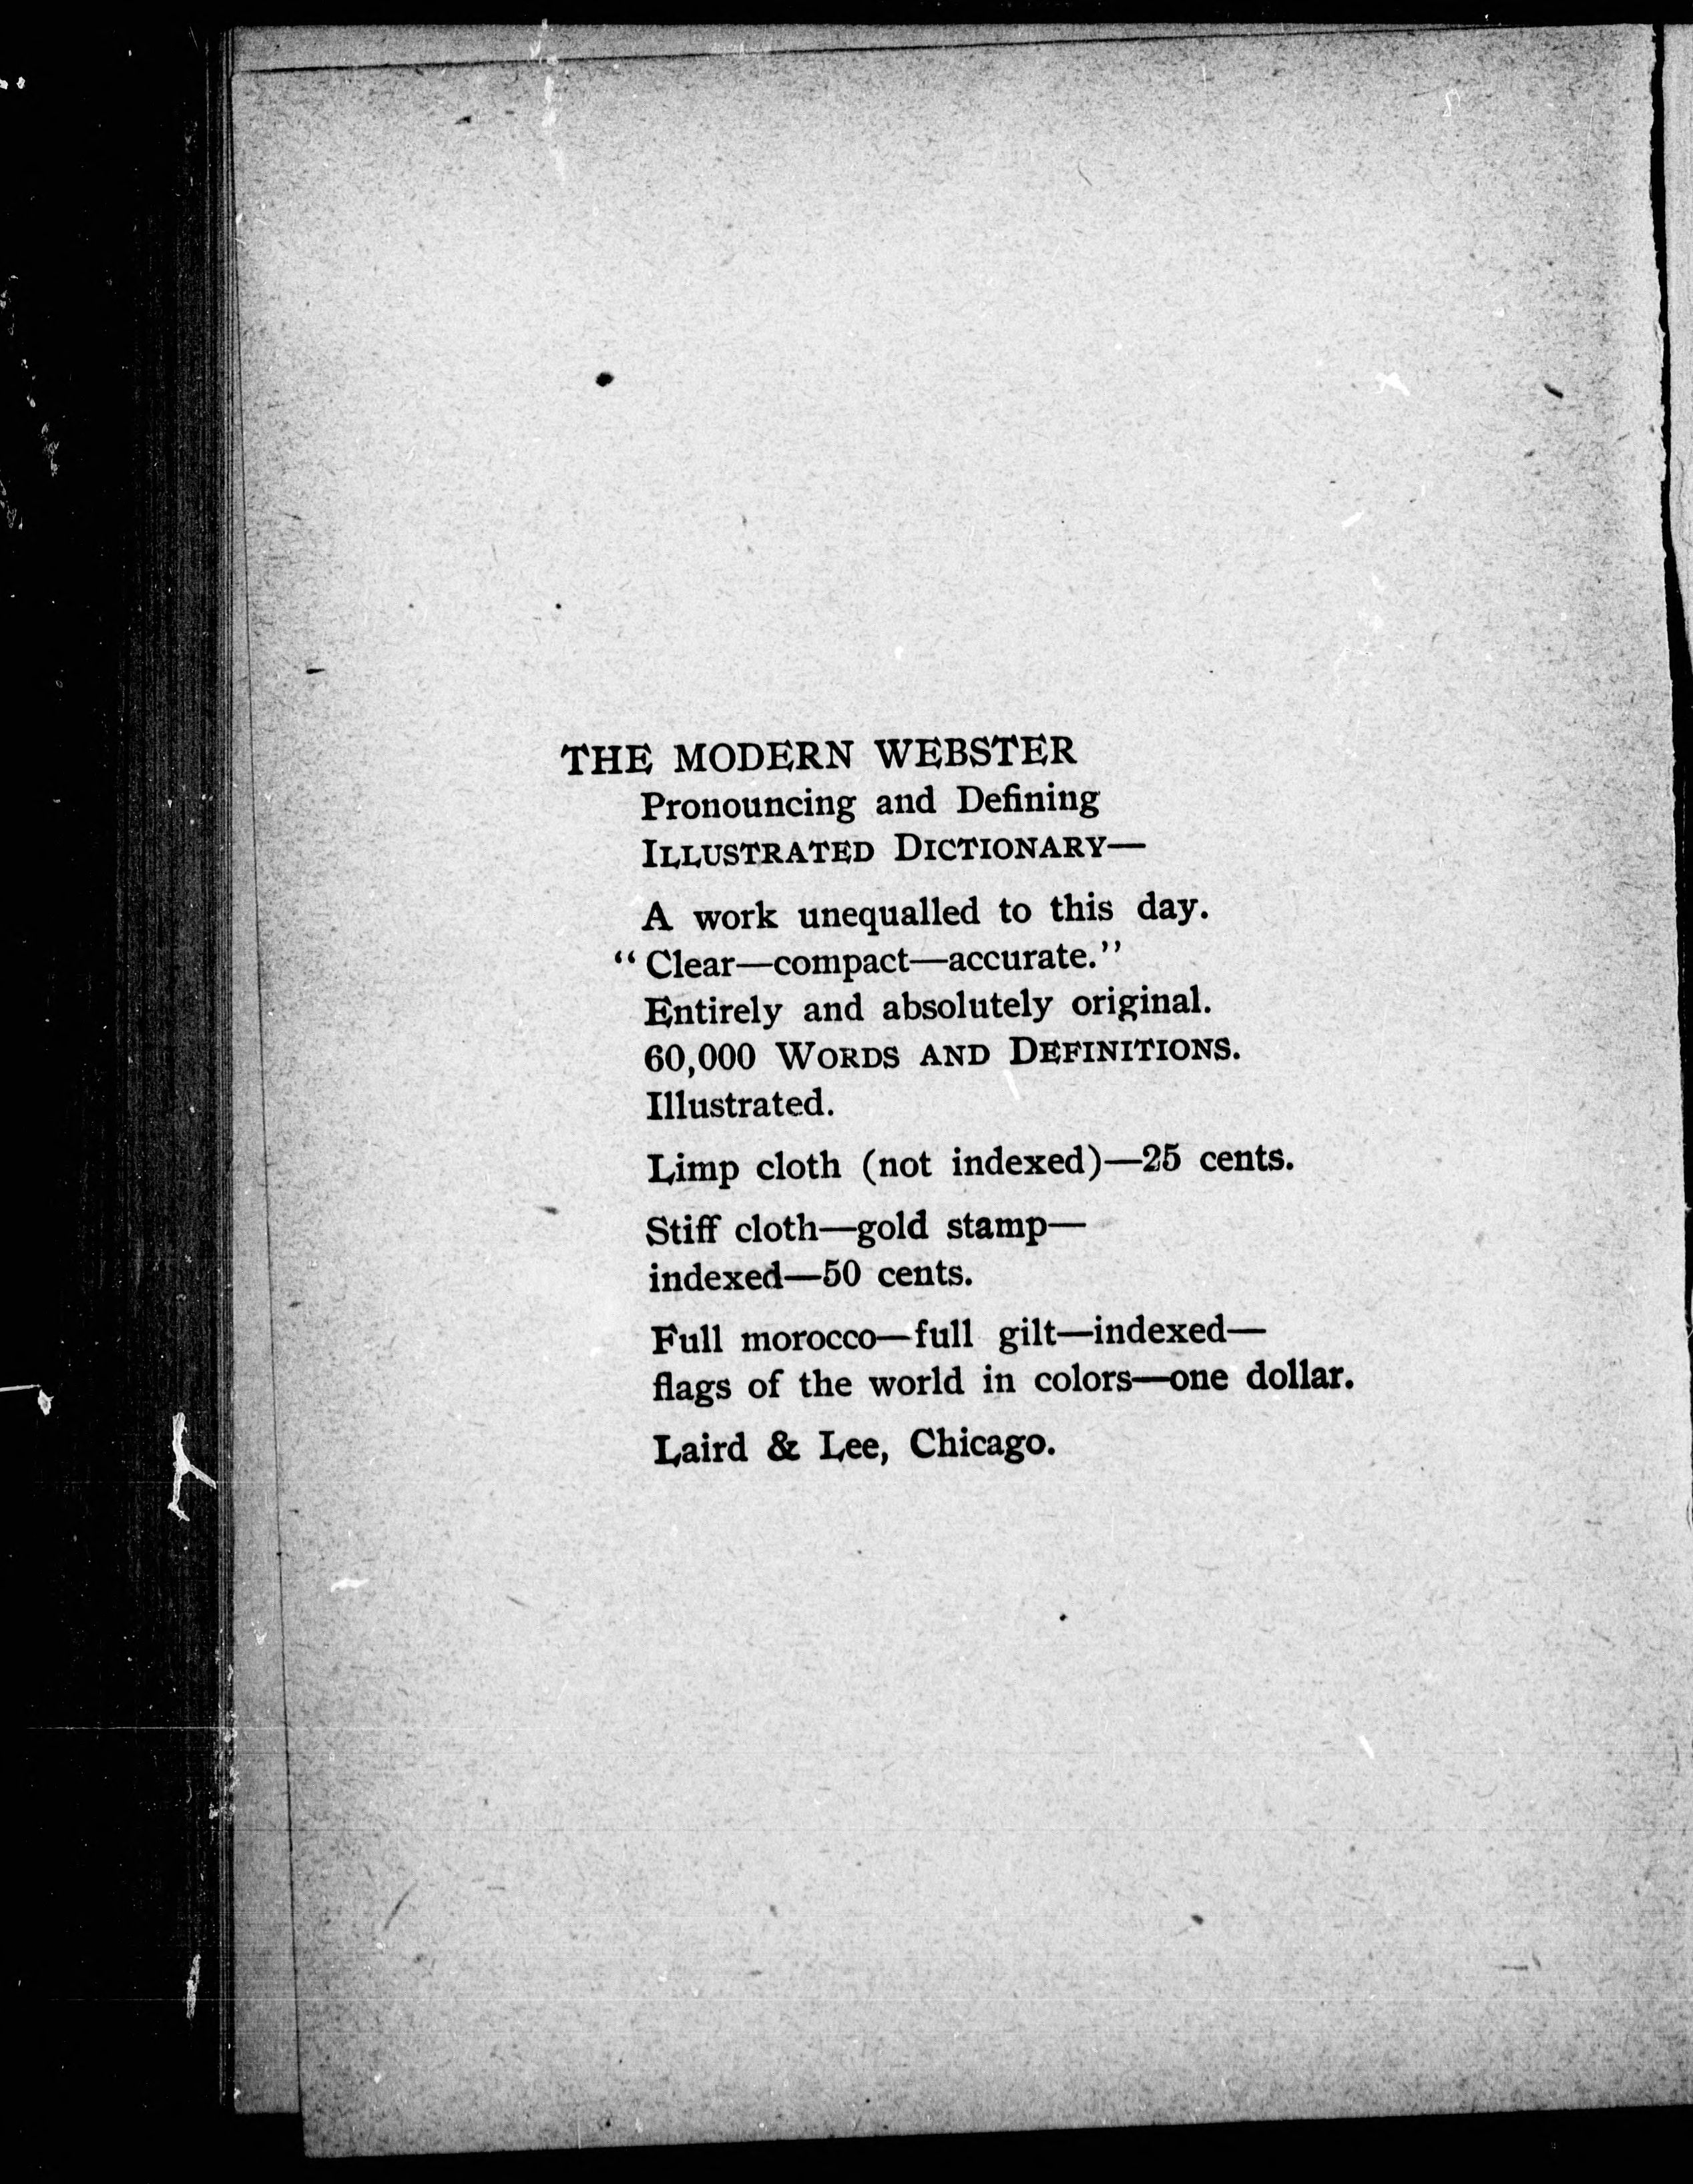 THE MODERN WEBSTER
Pronouncing and Defining
ILLUSTRATED DICTIONARY—
A work unequalled to this day.
“Clear—compact—accurate.”
Entirely and absolutely original.
60,000 WORDS AND DEFINITIONS.
Illustrated.
Limp cloth (not indexed)—25 cents.
Stiff cloth—gold stamp—
indexed—50 cents.
Full morocco—full gilt—indexed—
flags of the world in colors—one dollar.
Laird & Lee, Chicago.